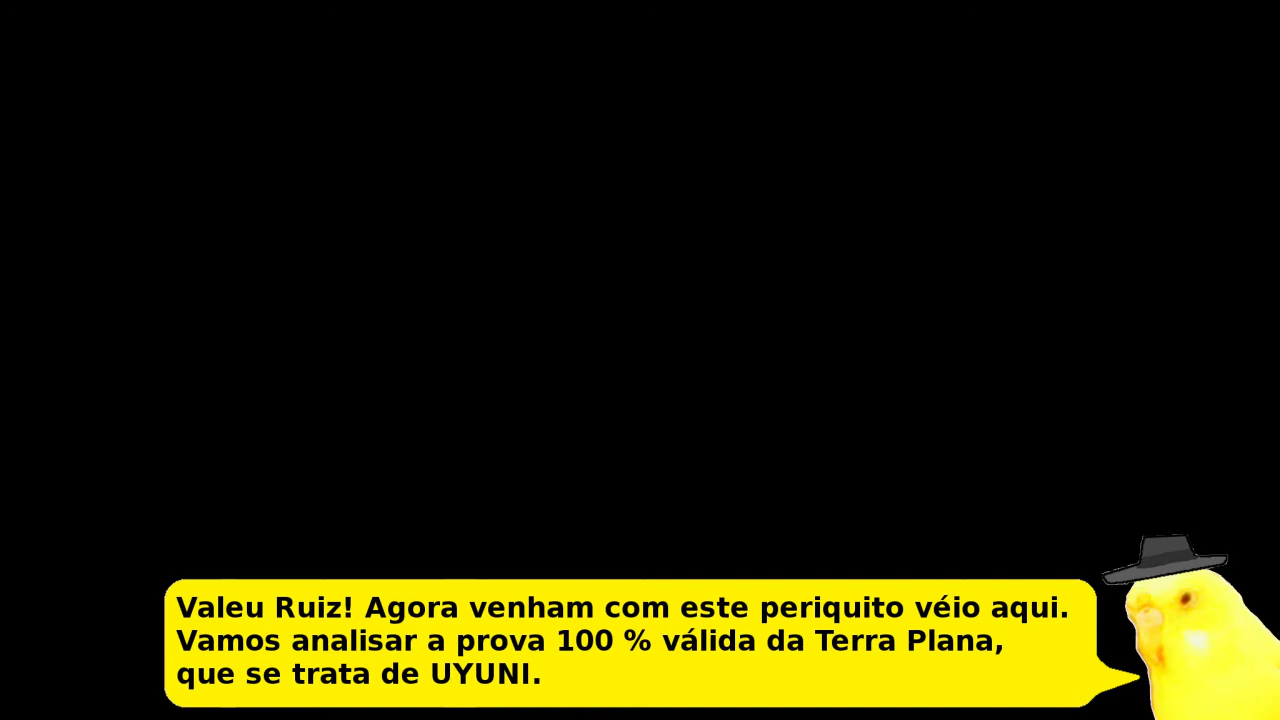 Valeu Ruiz! Agora venham com este periquito véio aqui.
Vamos analisar a prova 100 % válida da Terra Plana,
que se trata de UYUNI.